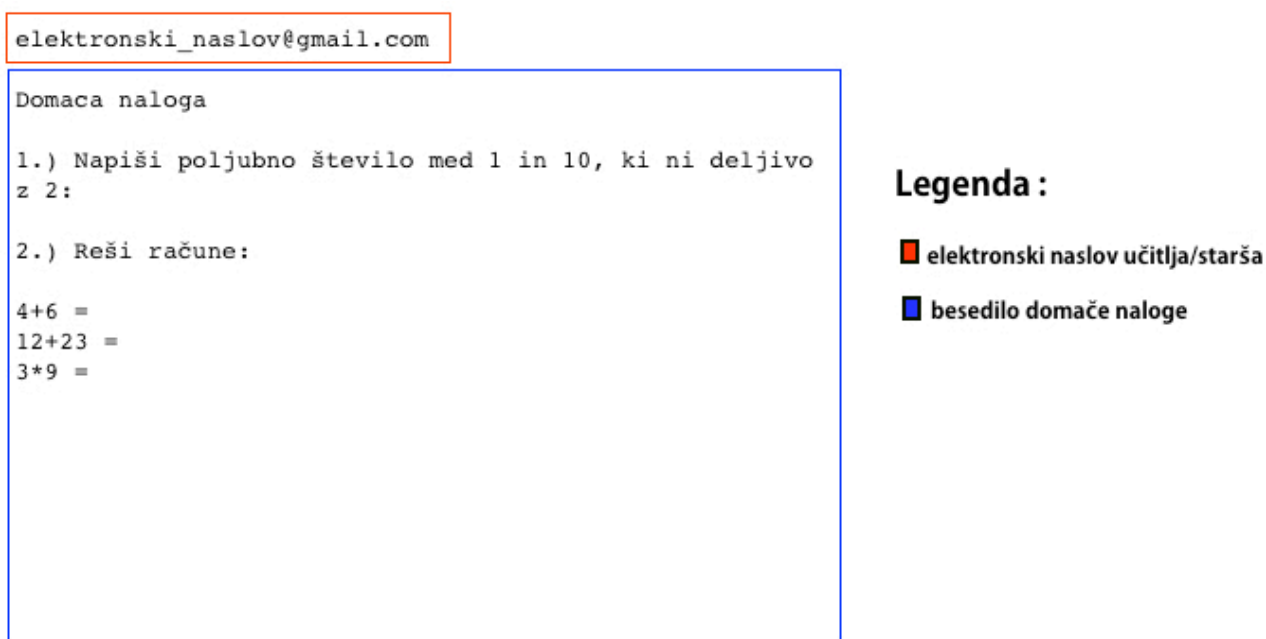 elektronski_naslov@gmail.com
Domaca naloga
1.) Napiši poljubno število med 1 in 10, ki ni deljivo
z 2:
2.) Reši račune:
4+6 =
12+23 =
3*9 =
Legenda :
elektronski naslov učitlja/starša
besedilo domače naloge